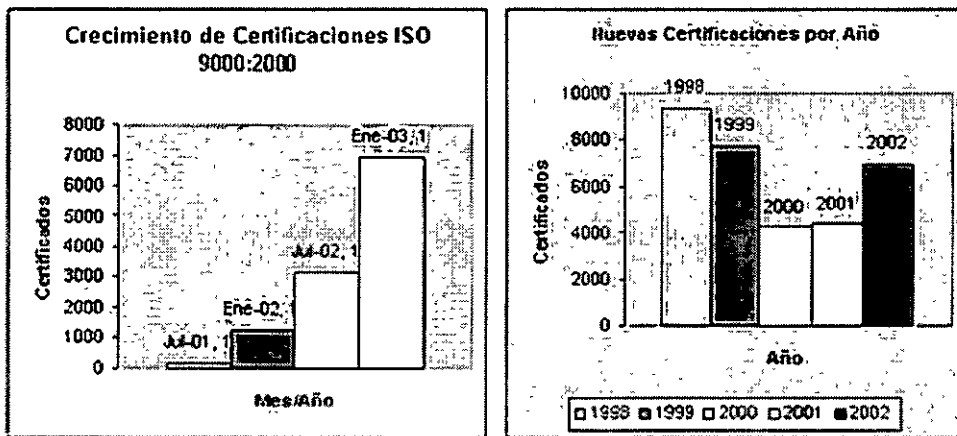 Crecimiento de Certificaciones ISO
9000:2000
8000
7000
6000
5000
4000
3000
2000
1000
0
Certificados
Jul-01, 1
Ene-02,
Jul-02, 1
Ene-03, 1
Mes/Año
Nuevas Certificaciones por Año
10000
8000
6000
4000
2000
0
Certificados
1998
1999
2000
2001
2002
Año
1998 1999 2000 2001 2002